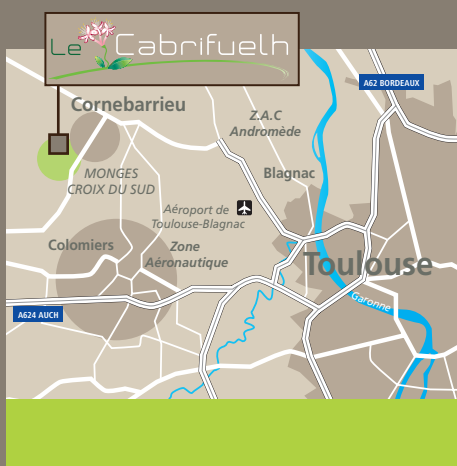 Le Cabrifuelh
A62 BORDEAUX
Cornebarrieu
Z.A.C
Andromède
MONGES
CROIX DU SUD
Blagnac
Aéroport de
Toulouse-Blagnac
Colomiers
Zone
Aéronautique
Toulouse
Garonne
A624 AUCH